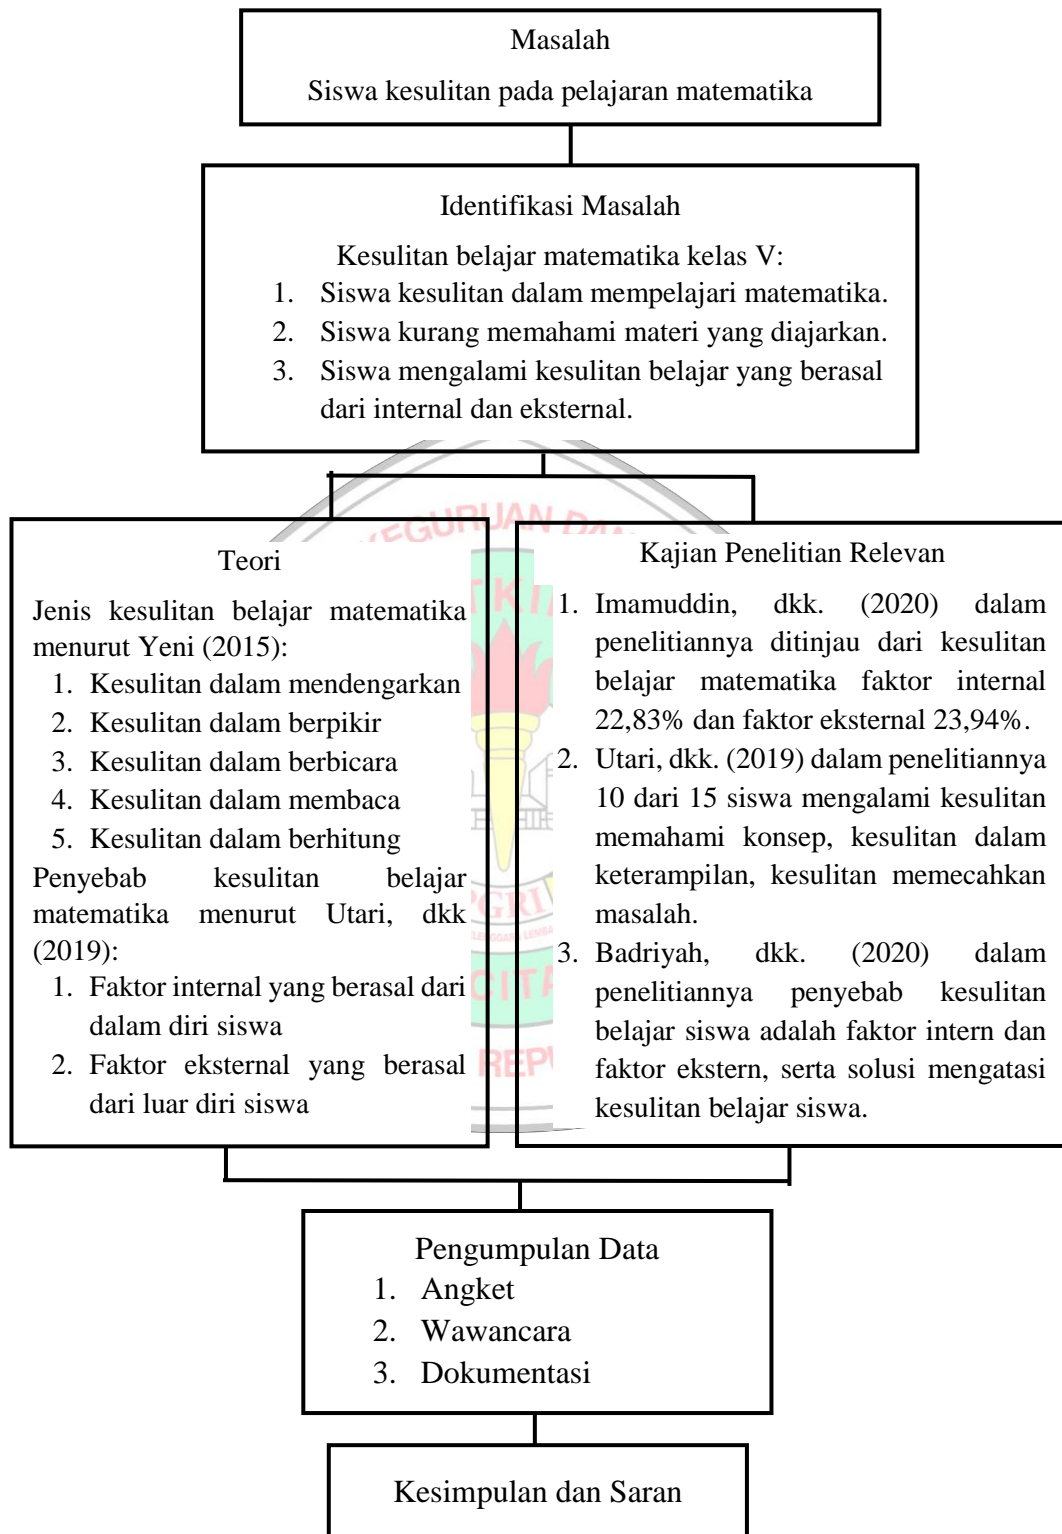 Masalah
Siswa kesulitan pada pelajaran matematika
Identifikasi Masalah
Kesulitan belajar matematika kelas V:
1. Siswa kesulitan dalam mempelajari matematika.
2. Siswa kurang memahami materi yang diajarkan.
3. Siswa mengalami kesulitan belajar yang berasal
dari internal dan eksternal.
Teori
Jenis kesulitan belajar matematika
menurut Yeni (2015):
1. Kesulitan dalam mendengarkan
2. Kesulitan dalam berpikir
3. Kesulitan dalam berbicara
4. Kesulitan dalam membaca
5. Kesulitan dalam berhitung
Penyebab kesulitan belajar
matematika menurut Utari, dkk
(2019):
1. Faktor internal yang berasal dari
dalam diri siswa
2. Faktor eksternal yang berasal
dari luar diri siswa
Kajian Penelitian Relevan
1. Imamuddin, dkk. (2020) dalam
penelitiannya ditinjau dari kesulitan
belajar matematika faktor internal
22,83% dan faktor eksternal 23,94%.
2. Utari, dkk. (2019) dalam penelitiannya
10 dari 15 siswa mengalami kesulitan
memahami konsep, kesulitan dalam
keterampilan, kesulitan memecahkan
masalah.
3. Badriyah, dkk. (2020) dalam
penelitiannya penyebab kesulitan
belajar siswa adalah faktor intern dan
faktor ekstern, serta solusi mengatasi
kesulitan belajar siswa.
KEGURUAN DAN
PGRI
REPU
Pengumpulan Data
1. Angket
2. Wawancara
3. Dokumentasi
Kesimpulan dan Saran